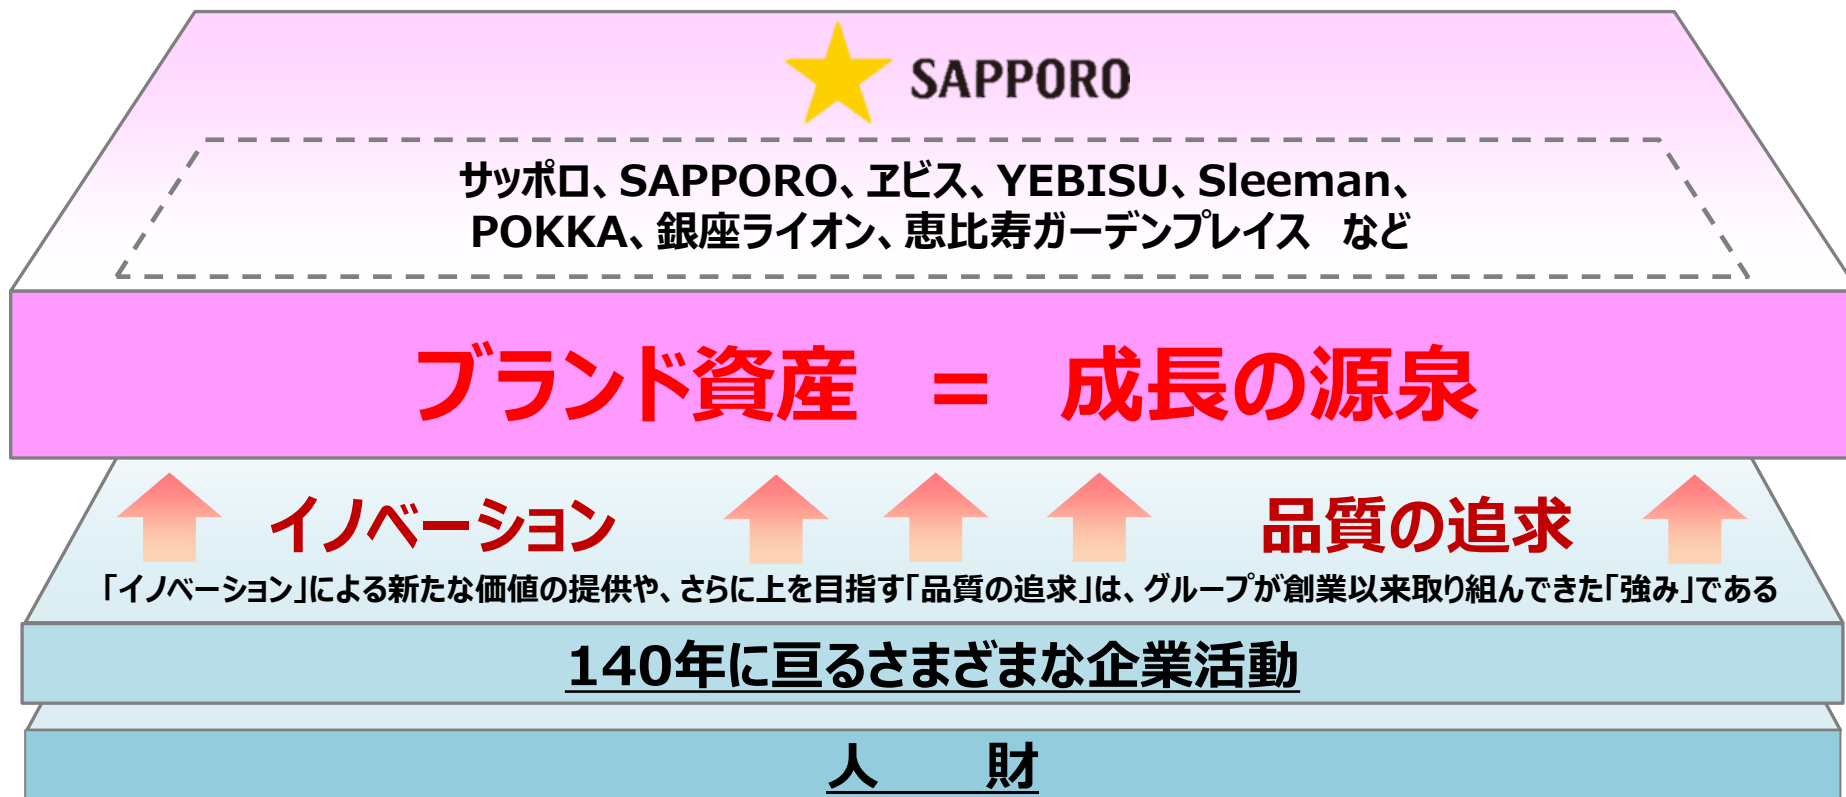 SAPPORO
サッポロ、SAPPORO、ヱビス、YEBISU、Sleeman、
POKKA、銀座ライオン、恵比寿ガーデンプレイス など
ブランド資産 = 成長の源泉
イノベーション 品質の追求
「イノベーション」による新たな価値の提供や、さらに上を目指す「品質の追求」は、グループが創業以来取り組んできた「強み」である
140年に亘るさまざまな企業活動
人 財